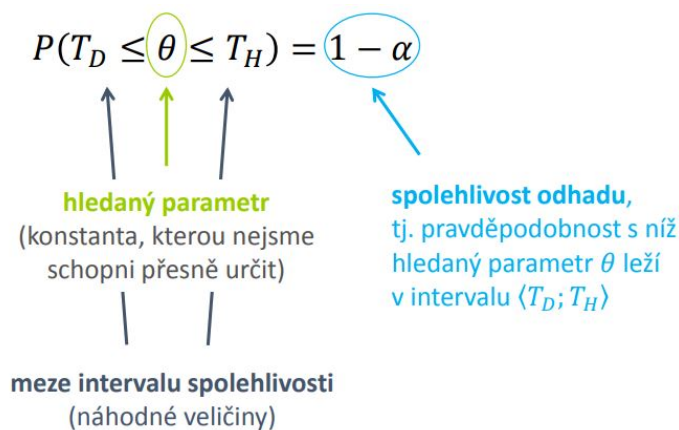 P(T_D ≤ θ ≤ T_H) = 1 − α
hledaný parametr
(konstanta, kterou nejsme
schopni přesně určit)
spolehlivost odhadu,
tj. pravděpodobnost s níž
hledaný parametr θ leží
v intervalu ⟨T_D; T_H⟩
meze intervalu spolehlivosti
(náhodné veličiny)